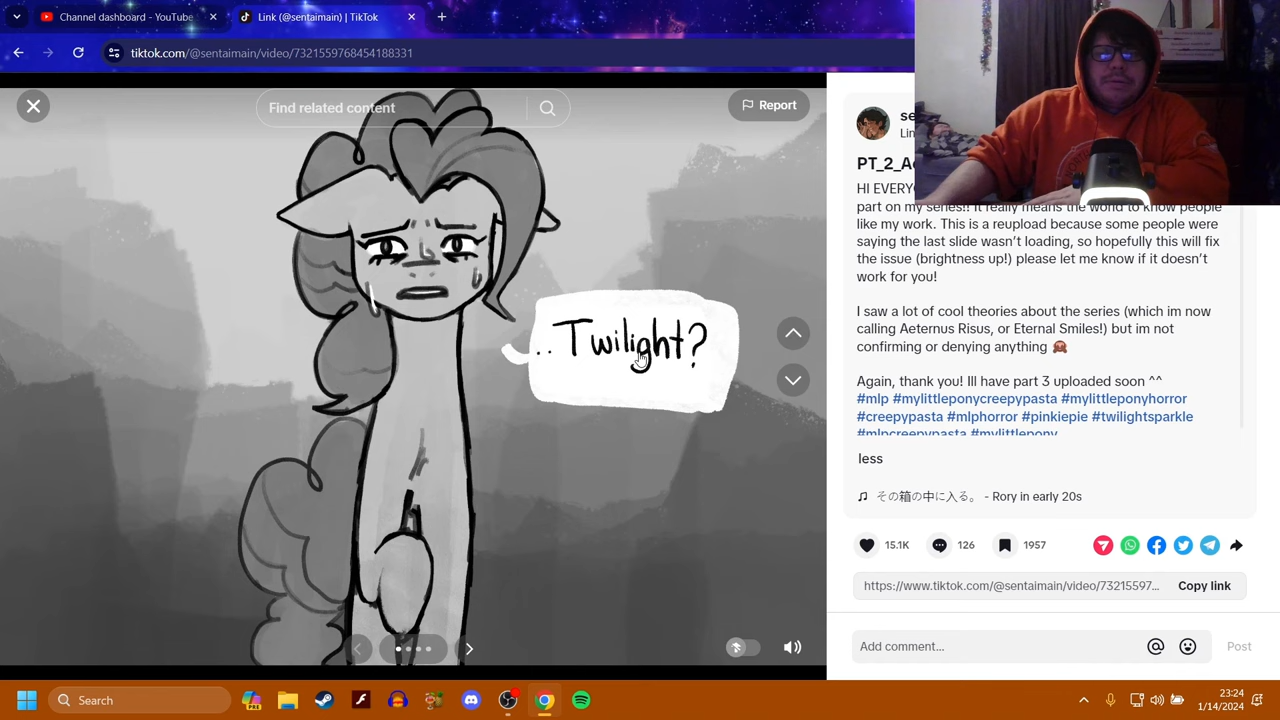 Channel dashboard - YouTube
Link (@sentaimain) | TikTok
tiktok.com/@sentaimain/video/7321559768454188331
Find related content
Report
..Twilight?
se
Lin
PT_2_A
HI EVERY
part on my series!! It really means the world to know people
like my work. This is a reupload because some people were
saying the last slide wasn't loading, so hopefully this will fix
the issue (brightness up!) please let me know if it doesn't
work for you!
I saw a lot of cool theories about the series (which im now
calling Aeternus Risus, or Eternal Smiles!) but im not
confirming or denying anything 🙈
Again, thank you! Ill have part 3 uploaded soon ^^
#mlp #mylittleponycreepypasta #mylittleponyhorror
#creepypasta #mlphorror #pinkiepie #twilightsparkle
#mlpcreepypasta #mylittlepony
less
♫ その箱の中に入る。 - Rory in early 20s
15.1K
126
1957
https://www.tiktok.com/@sentaimain/video/73215597...
Copy link
Add comment...
Post
Search
PRE
23:24
1/14/2024